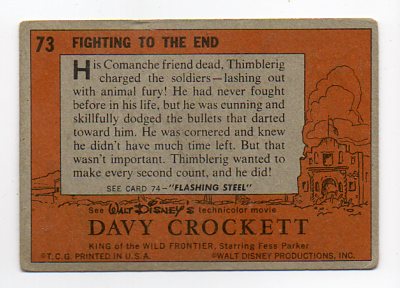 73 FIGHTING TO THE END
His Comanche friend dead, Thimblerig
charged the soldiers—lashing out
with animal fury! He had never fought
before in his life, but he was cunning and
skillfully dodged the bullets that darted
toward him. He was cornered and knew
he didn't have much time left. But that
wasn't important. Thimblerig wanted to
make every second count, and he did!
SEE CARD 74—"FLASHING STEEL"
See WALT DISNEY'S technicolor movie
DAVY CROCKETT
KING of the WILD FRONTIER, Starring Fess Parker
©T.C.G. PRINTED IN U.S.A. ©WALT DISNEY PRODUCTIONS, INC.